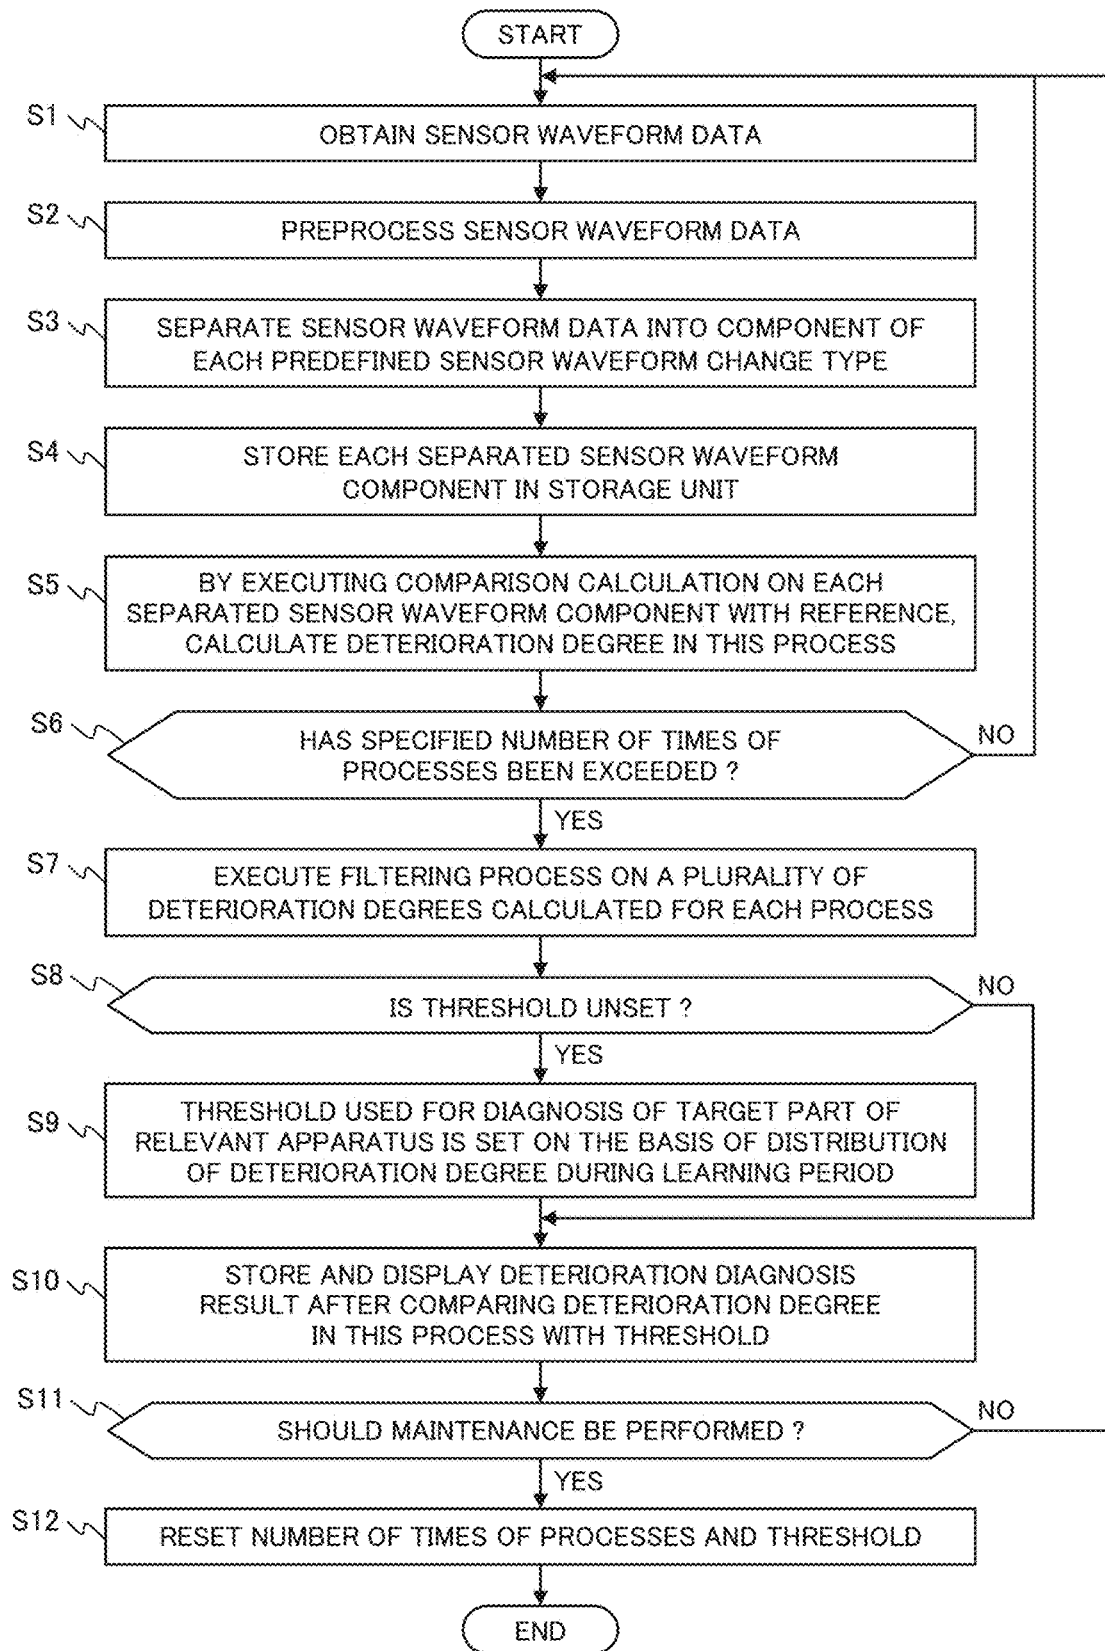 START
S1
OBTAIN SENSOR WAVEFORM DATA
S2
PREPROCESS SENSOR WAVEFORM DATA
S3
SEPARATE SENSOR WAVEFORM DATA INTO COMPONENT OF
EACH PREDEFINED SENSOR WAVEFORM CHANGE TYPE
S4
STORE EACH SEPARATED SENSOR WAVEFORM
COMPONENT IN STORAGE UNIT
S5
BY EXECUTING COMPARISON CALCULATION ON EACH
SEPARATED SENSOR WAVEFORM COMPONENT WITH REFERENCE,
CALCULATE DETERIORATION DEGREE IN THIS PROCESS
S6
HAS SPECIFIED NUMBER OF TIMES OF
PROCESSES BEEN EXCEEDED ?
NO
YES
S7
EXECUTE FILTERING PROCESS ON A PLURALITY OF
DETERIORATION DEGREES CALCULATED FOR EACH PROCESS
S8
IS THRESHOLD UNSET ?
NO
YES
S9
THRESHOLD USED FOR DIAGNOSIS OF TARGET PART OF
RELEVANT APPARATUS IS SET ON THE BASIS OF DISTRIBUTION
OF DETERIORATION DEGREE DURING LEARNING PERIOD
S10
STORE AND DISPLAY DETERIORATION DIAGNOSIS
RESULT AFTER COMPARING DETERIORATION DEGREE
IN THIS PROCESS WITH THRESHOLD
S11
SHOULD MAINTENANCE BE PERFORMED ?
NO
YES
S12
RESET NUMBER OF TIMES OF PROCESSES AND THRESHOLD
END